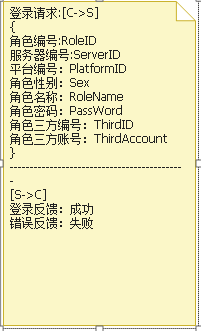 登录请求:[C->S]
{
角色编号:RoleID
服务器编号:ServerID
平台编号：PlatformID
角色性别：Sex
角色名称：RoleName
角色密码：PassWord
角色三方编号：ThirdID
角色三方账号：ThirdAccount
}
--------------------------------------------
-
[S->C]
登录反馈：成功
错误反馈：失败